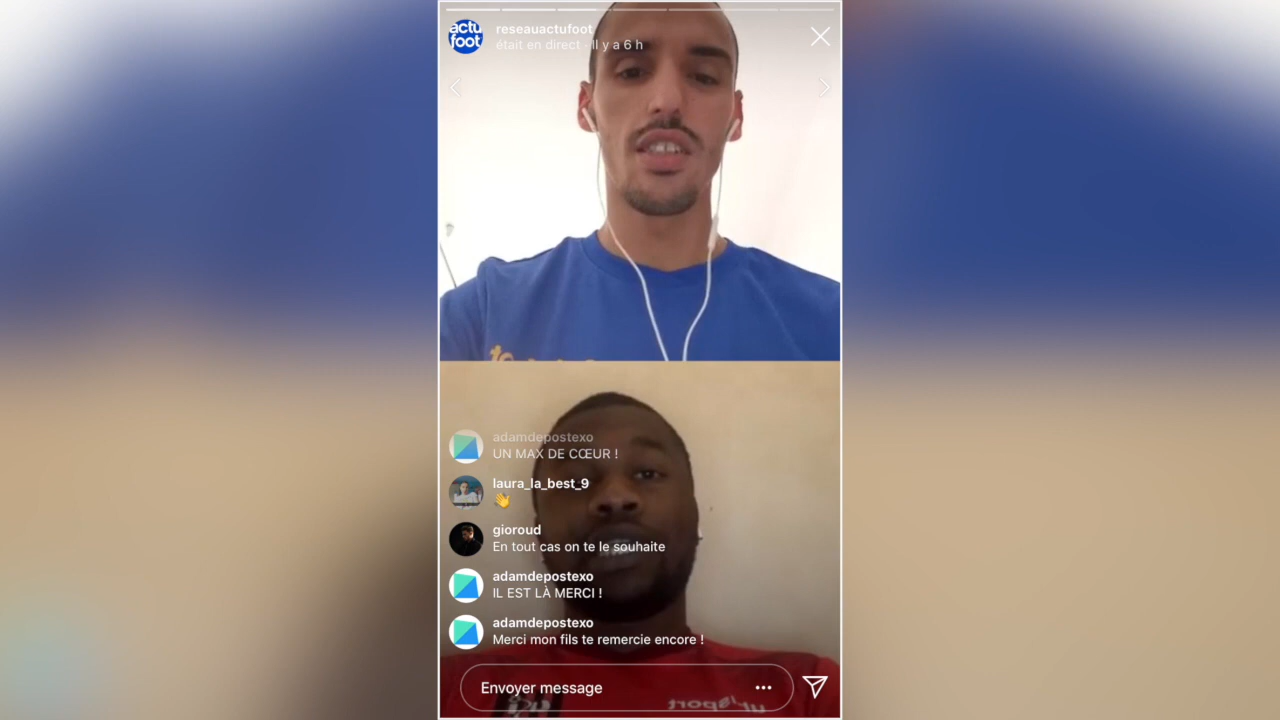 actu
foot
reseauactufoot
était en direct · Il y a 6 h
adamdepostexo
UN MAX DE CŒUR !
laura_la_best_9
👋
gioroud
En tout cas on te le souhaite
adamdepostexo
IL EST LÀ MERCI !
adamdepostexo
Merci mon fils te remercie encore !
Envoyer message